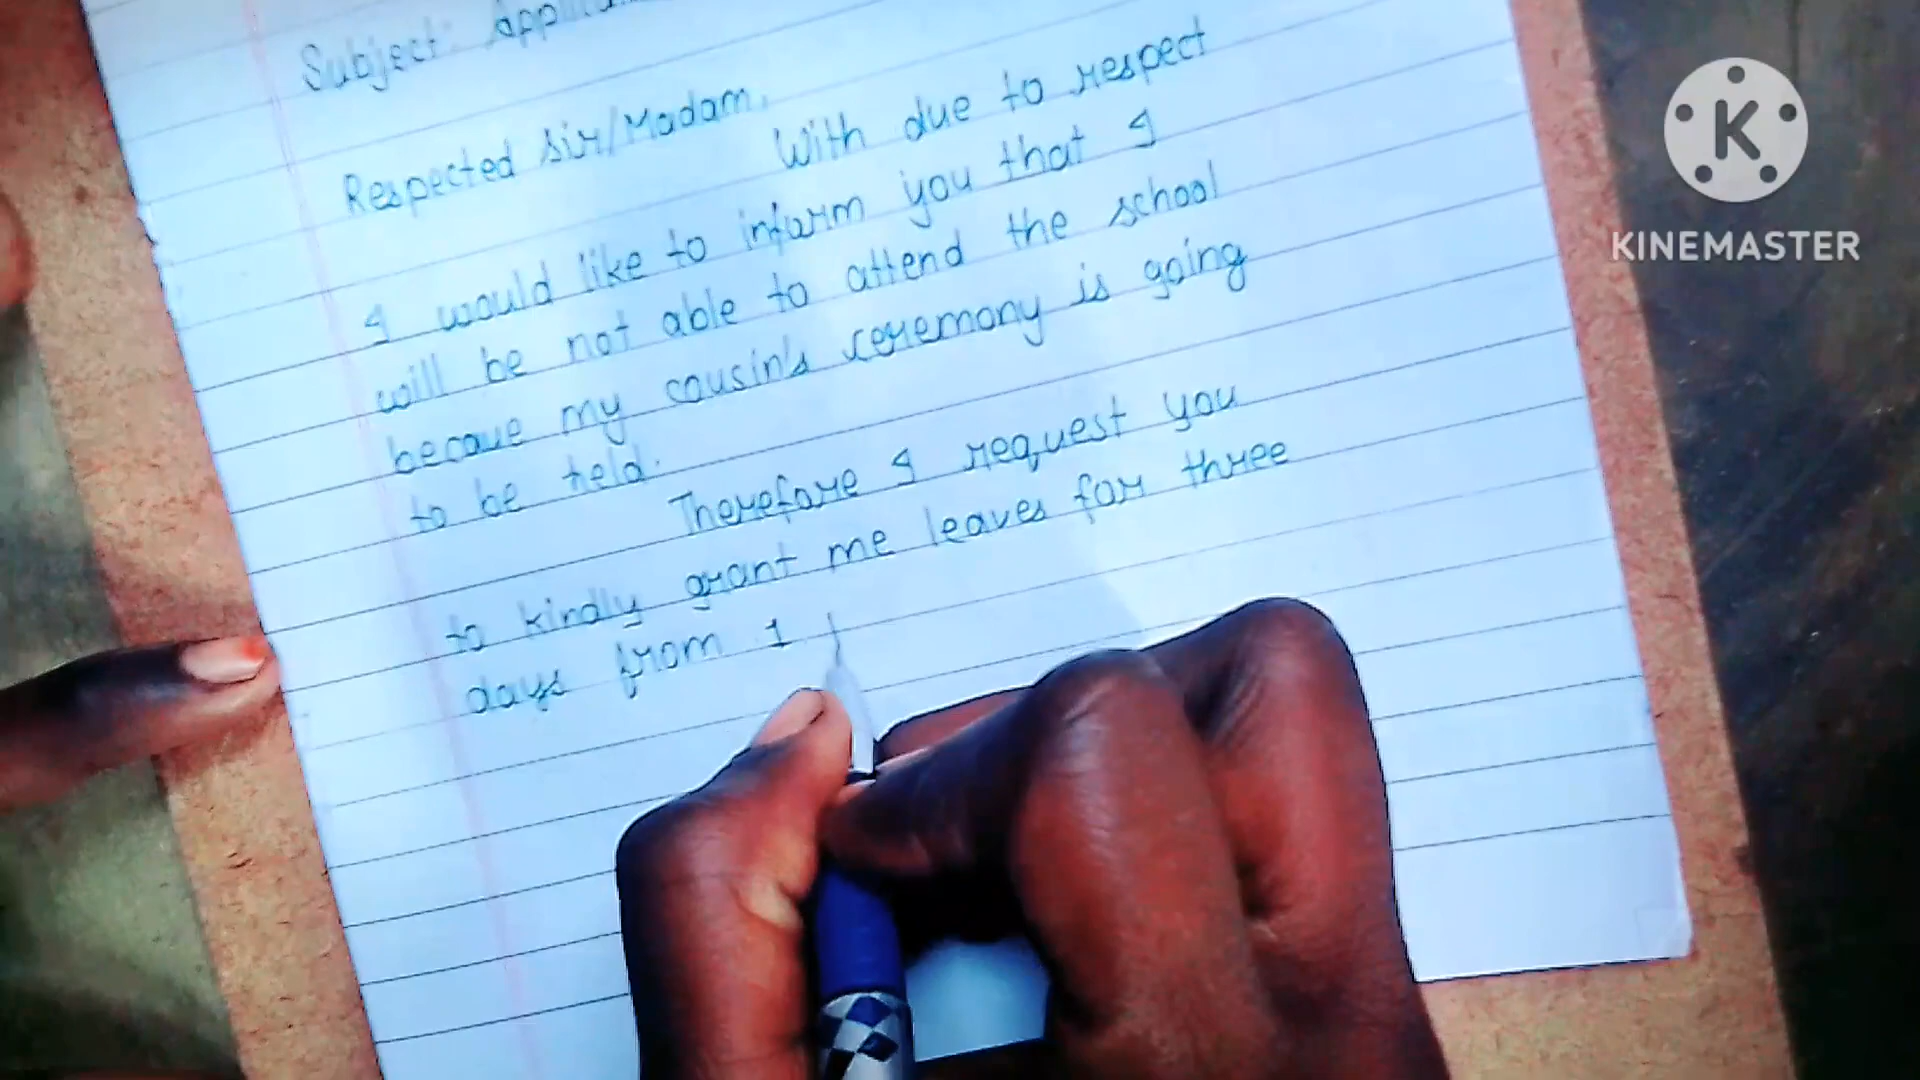 Subject:
Respected Sir/Madam,
With due to respect
I would like to inform you that I
will be not able to attend the school
becaue my cousin's ceremony is going
to be held.
Therefore I request you
to kindly grant me leaves for three
days from 1
K
KINEMASTER